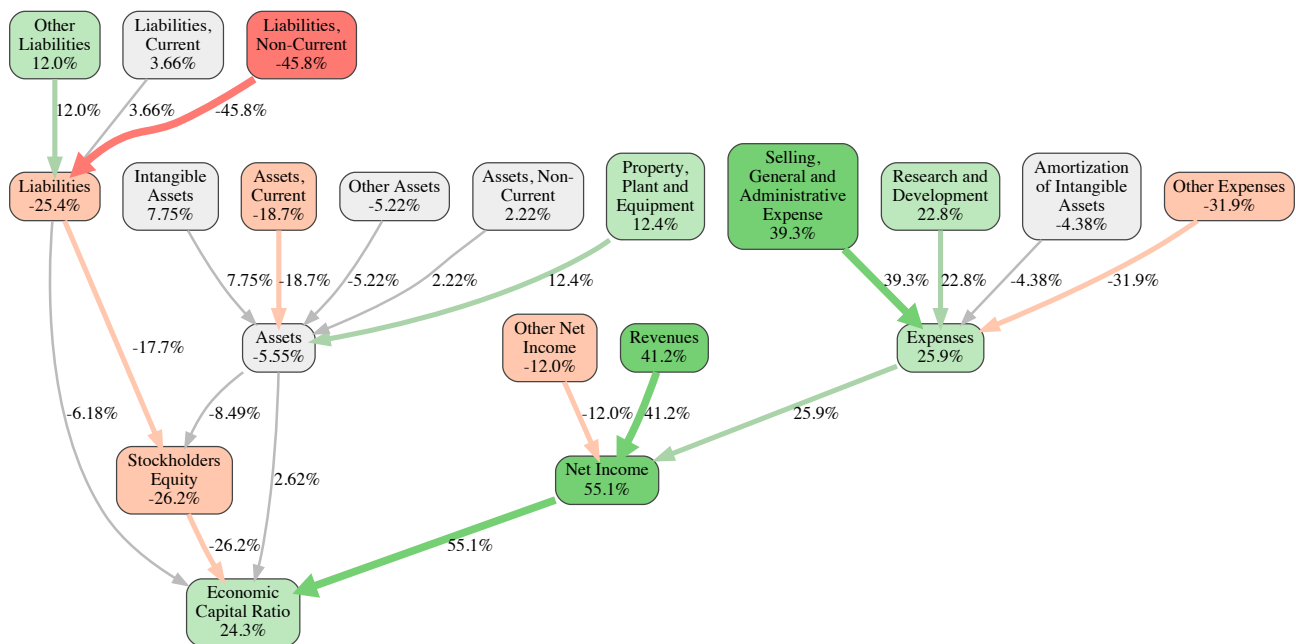 Other
Liabilities
12.0%
Liabilities,
Current
3.66%
Liabilities,
Non-Current
-45.8%
12.0%
3.66%
-45.8%
Liabilities
-25.4%
Intangible
Assets
7.75%
Assets,
Current
-18.7%
Other Assets
-5.22%
Assets, Non-
Current
2.22%
Property,
Plant and
Equipment
12.4%
Selling,
General and
Administrative
Expense
39.3%
Research and
Development
22.8%
Amortization
of Intangible
Assets
-4.38%
Other Expenses
-31.9%
7.75%
-18.7%
-5.22%
2.22%
12.4%
39.3%
22.8%
-4.38%
-31.9%
Assets
-5.55%
Other Net
Income
-12.0%
Revenues
41.2%
Expenses
25.9%
-17.7%
-6.18%
-8.49%
-12.0%
41.2%
25.9%
Stockholders
Equity
-26.2%
2.62%
Net Income
55.1%
-26.2%
55.1%
Economic
Capital Ratio
24.3%